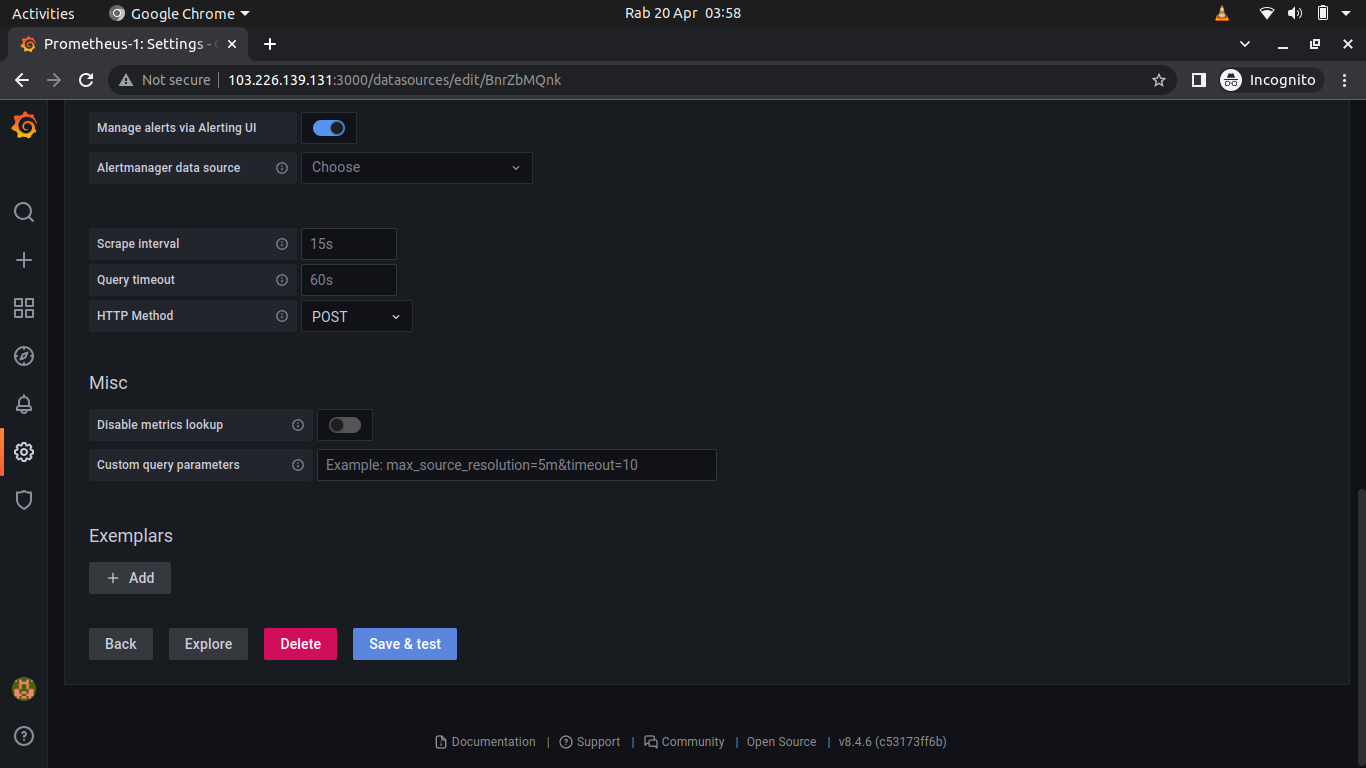 Activities Google Chrome Rab 20 Apr 03:58
Prometheus-1: Settings -
Not secure 103.226.139.131:3000/datasources/edit/BnrZbMQnk Incognito
Manage alerts via Alerting UI
Alertmanager data source Choose
Scrape interval 15s
Query timeout 60s
HTTP Method POST
Misc
Disable metrics lookup
Custom query parameters Example: max_source_resolution=5m&timeout=10
Exemplars
+ Add
Back Explore Delete Save & test
Documentation | Support | Community | Open Source | v8.4.6 (c53173ff6b)